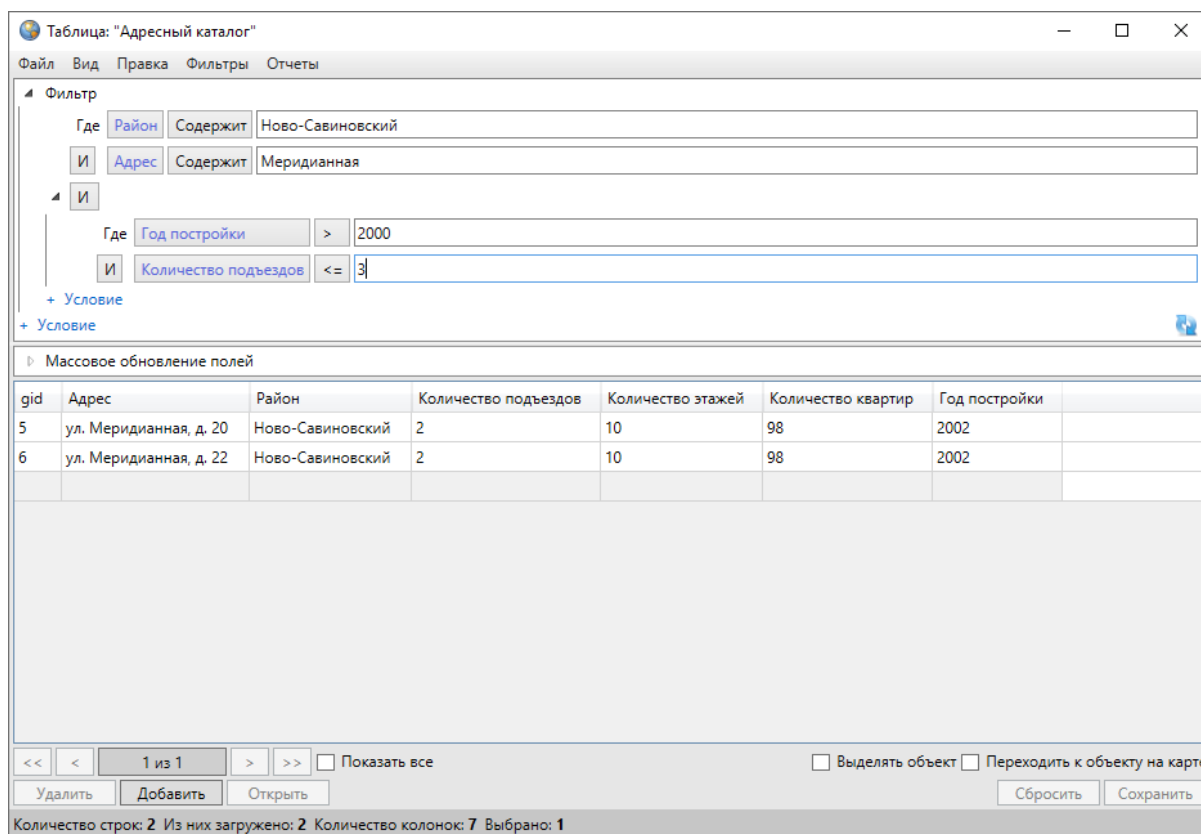 Таблица: "Адресный каталог"
Файл Вид Правка Фильтры Отчеты
Фильтр
Где Район Содержит Ново-Савиновский
И Адрес Содержит Меридианная
И
Где Год постройки > 2000
И Количество подъездов <= 3
+ Условие
+ Условие
Массовое обновление полей
gid Адрес Район Количество подъездов Количество этажей Количество квартир Год постройки
5 ул. Меридианная, д. 20 Ново-Савиновский 2 10 98 2002
6 ул. Меридианная, д. 22 Ново-Савиновский 2 10 98 2002
<< < 1 из 1 > >> Показать все Выделять объект Переходить к объекту на карте
Удалить Добавить Открыть Сбросить Сохранить
Количество строк: 2 Из них загружено: 2 Количество колонок: 7 Выбрано: 1